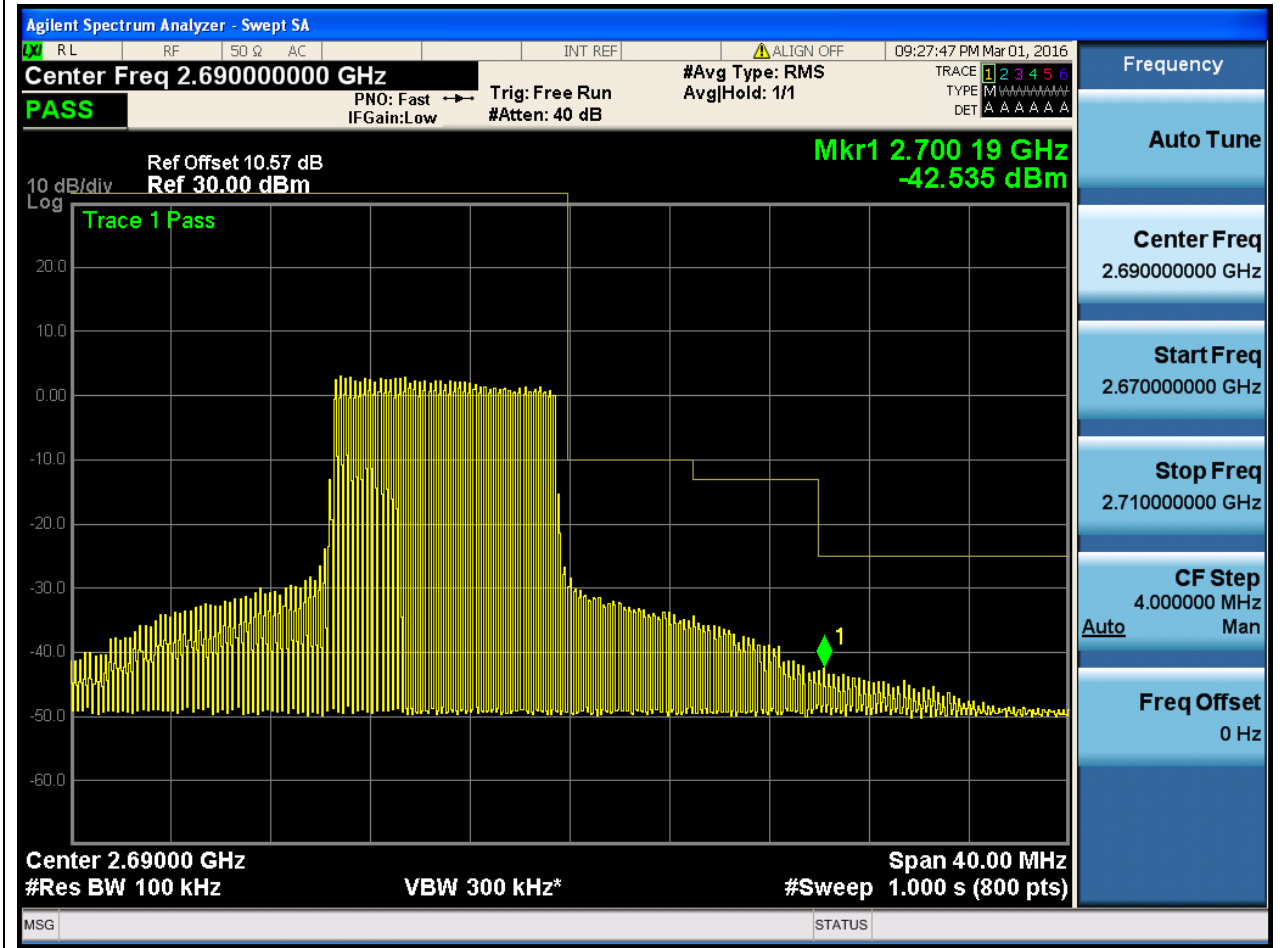 Agilent Spectrum Analyzer - Swept SA
LXI RL RF 50 Ω AC INT REF ALIGN OFF 09:27:47 PM Mar 01, 2016
Center Freq 2.690000000 GHz
PASS
PNO: Fast
IFGain:Low
Trig: Free Run
#Atten: 40 dB
#Avg Type: RMS
Avg|Hold: 1/1
TRACE 1 2 3 4 5 6
TYPE M
DET A A A A A A
Mkr1 2.700 19 GHz
-42.535 dBm
Ref Offset 10.57 dB
10 dB/div Ref 30.00 dBm
Log
Trace 1 Pass
20.0
10.0
0.00
-10.0
-20.0
-30.0
-40.0
-50.0
-60.0
1
Center 2.69000 GHz Span 40.00 MHz
#Res BW 100 kHz VBW 300 kHz* #Sweep 1.000 s (800 pts)
MSG STATUS
Frequency
Auto Tune
Center Freq
2.690000000 GHz
Start Freq
2.670000000 GHz
Stop Freq
2.710000000 GHz
CF Step
4.000000 MHz
Auto Man
Freq Offset
0 Hz